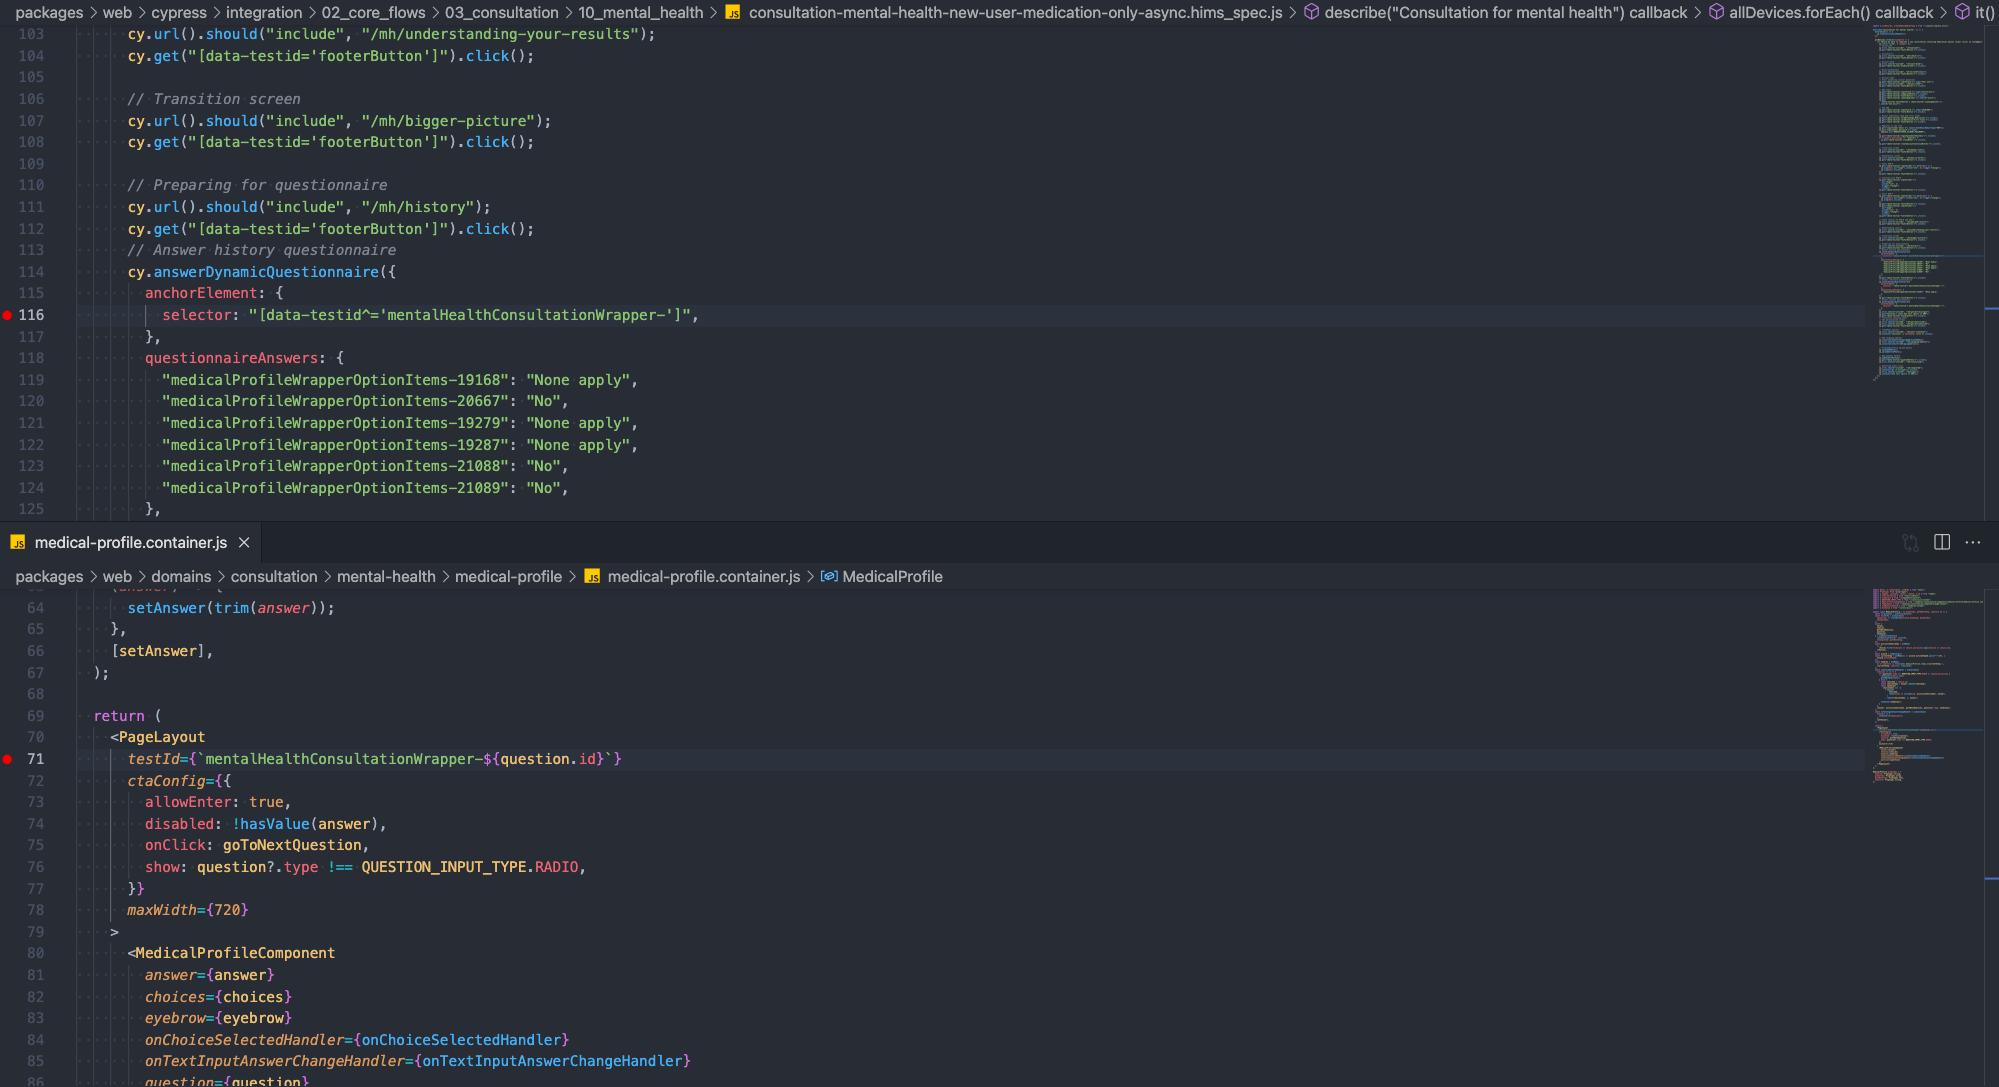 packages > web > cypress > integration > 02_core_flows > 03_consultation > 10_mental_health > JS consultation-mental-health-new-user-medication-only-async.hims_spec.js > describe("Consultation for mental health") callback > allDevices.forEach() callback > it()
103 cy.url().should("include", "/mh/understanding-your-results");
104 cy.get("[data-testid='footerButton']").click();
105
106 // Transition screen
107 cy.url().should("include", "/mh/bigger-picture");
108 cy.get("[data-testid='footerButton']").click();
109
110 // Preparing for questionnaire
111 cy.url().should("include", "/mh/history");
112 cy.get("[data-testid='footerButton']").click();
113 // Answer history questionnaire
114 cy.answerDynamicQuestionnaire({
115 anchorElement: {
116 selector: "[data-testid^='mentalHealthConsultationWrapper-']",
117 },
118 questionnaireAnswers: {
119 "medicalProfileWrapperOptionItems-19168": "None apply",
120 "medicalProfileWrapperOptionItems-20667": "No",
121 "medicalProfileWrapperOptionItems-19279": "None apply",
122 "medicalProfileWrapperOptionItems-19287": "None apply",
123 "medicalProfileWrapperOptionItems-21088": "No",
124 "medicalProfileWrapperOptionItems-21089": "No",
125 },
JS medical-profile.container.js ×
packages > web > domains > consultation > mental-health > medical-profile > JS medical-profile.container.js > MedicalProfile
64 setAnswer(trim(answer));
65 },
66 [setAnswer],
67 );
68
69 return (
70 <PageLayout
71 testId={`mentalHealthConsultationWrapper-${question.id}`}
72 ctaConfig={{
73 allowEnter: true,
74 disabled: !hasValue(answer),
75 onClick: goToNextQuestion,
76 show: question?.type !== QUESTION_INPUT_TYPE.RADIO,
77 }}
78 maxWidth={720}
79 >
80 <MedicalProfileComponent
81 answer={answer}
82 choices={choices}
83 eyebrow={eyebrow}
84 onChoiceSelectedHandler={onChoiceSelectedHandler}
85 onTextInputAnswerChangeHandler={onTextInputAnswerChangeHandler}
86 question={question}